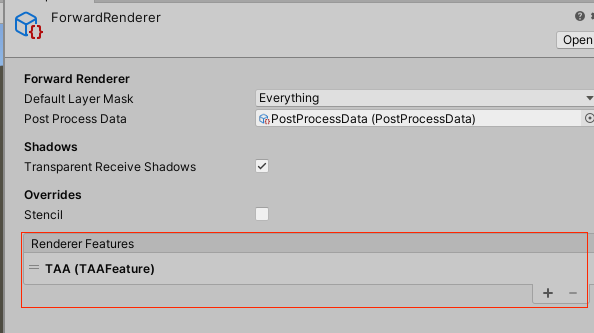 ForwardRenderer
Open
Forward Renderer
Default Layer Mask Everything
Post Process Data PostProcessData (PostProcessData)
Shadows
Transparent Receive Shadows
Overrides
Stencil
Renderer Features
TAA (TAAFeature)